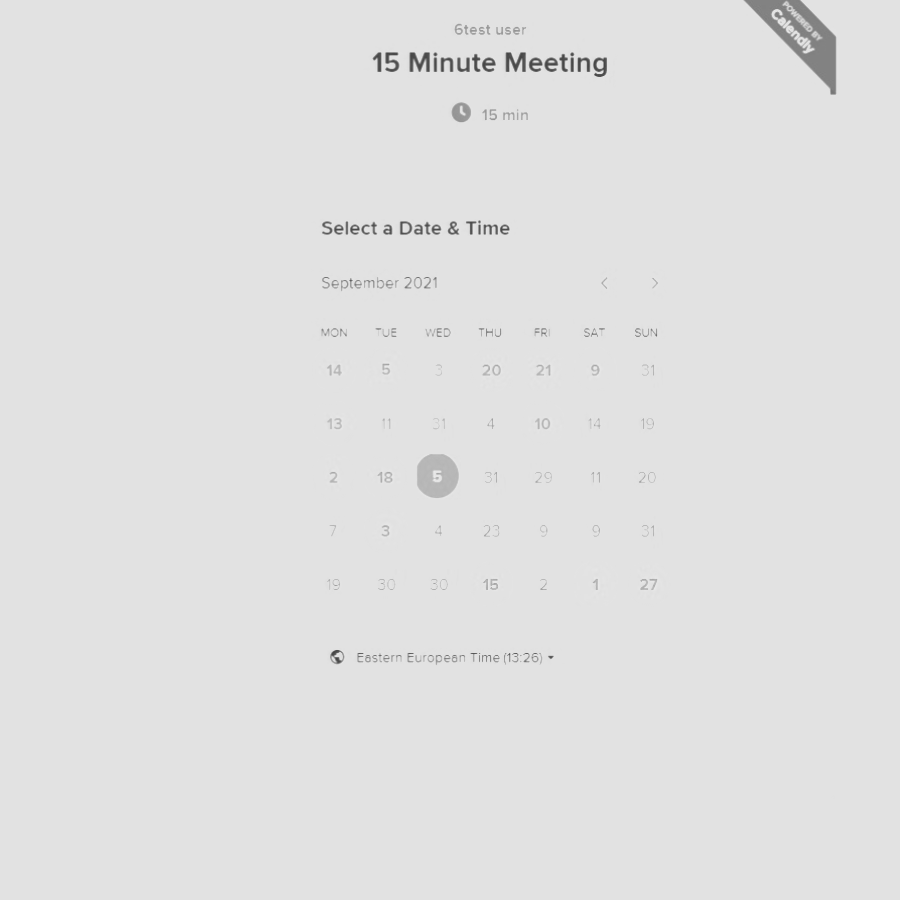 6test user
15 Minute Meeting
15 min
POWERED BY
Calendly
Select a Date & Time
September 2021
MON TUE WED THU FRI SAT SUN
14 5 3 20 21 9 31
13 11 31 4 10 14 19
2 18 5 31 29 11 20
7 3 4 23 9 9 31
19 30 30 15 2 1 27
Eastern European Time (13:26)